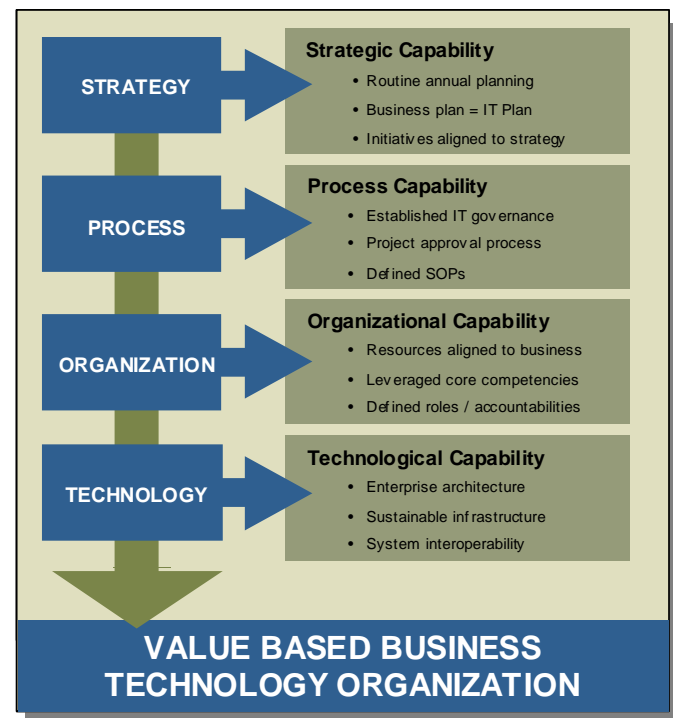 STRATEGY
Strategic Capability
• Routine annual planning
• Business plan = IT Plan
• Initiatives aligned to strategy
PROCESS
Process Capability
• Established IT governance
• Project approval process
• Defined SOPs
ORGANIZATION
Organizational Capability
• Resources aligned to business
• Leveraged core competencies
• Defined roles / accountabilities
TECHNOLOGY
Technological Capability
• Enterprise architecture
• Sustainable infrastructure
• System interoperability
VALUE BASED BUSINESS
TECHNOLOGY ORGANIZATION